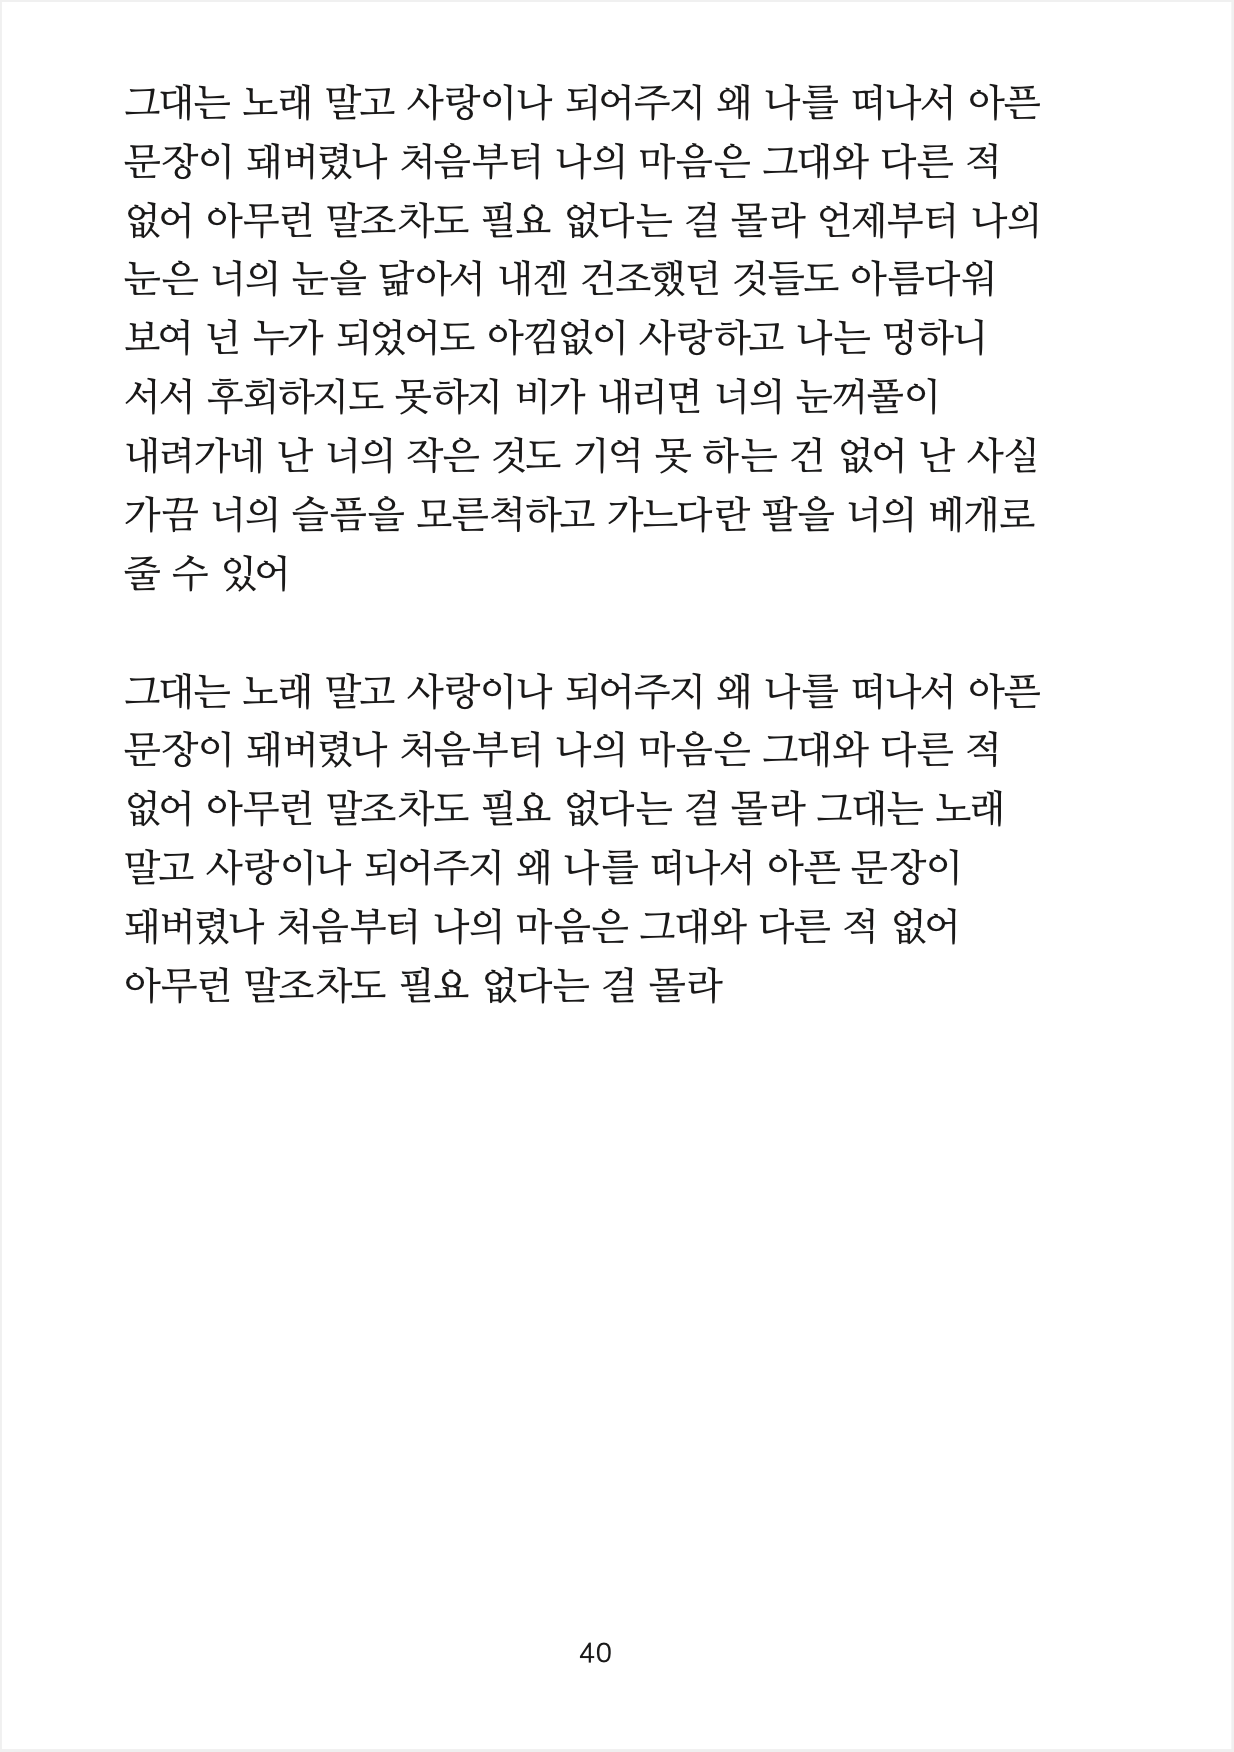 그대는 노래 말고 사랑이나 되어주지 왜 나를 떠나서 아픈
문장이 돼버렸나 처음부터 나의 마음은 그대와 다른 적
없어 아무런 말조차도 필요 없다는 걸 몰라 언제부터 나의
눈은 너의 눈을 닮아서 내겐 건조했던 것들도 아름다워
보여 넌 누가 되었어도 아낌없이 사랑하고 나는 멍하니
서서 후회하지도 못하지 비가 내리면 너의 눈꺼풀이
내려가네 난 너의 작은 것도 기억 못 하는 건 없어 난 사실
가끔 너의 슬픔을 모른척하고 가느다란 팔을 너의 베개로
줄 수 있어

그대는 노래 말고 사랑이나 되어주지 왜 나를 떠나서 아픈
문장이 돼버렸나 처음부터 나의 마음은 그대와 다른 적
없어 아무런 말조차도 필요 없다는 걸 몰라 그대는 노래
말고 사랑이나 되어주지 왜 나를 떠나서 아픈 문장이
돼버렸나 처음부터 나의 마음은 그대와 다른 적 없어
아무런 말조차도 필요 없다는 걸 몰라

40